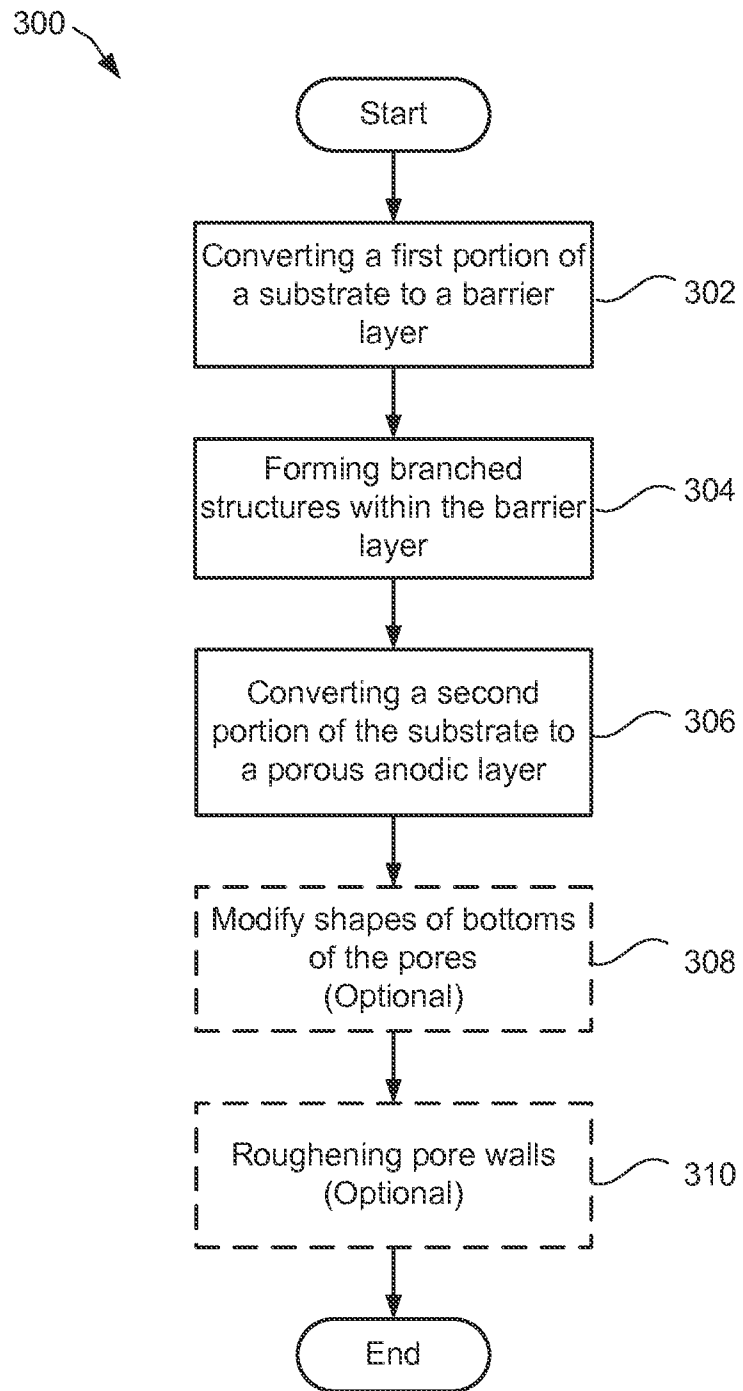 300
Start
Converting a first portion of
a substrate to a barrier
layer
302
Forming branched
structures within the barrier
layer
304
Converting a second
portion of the substrate to
a porous anodic layer
306
Modify shapes of bottoms
of the pores
(Optional)
308
Roughening pore walls
(Optional)
310
End